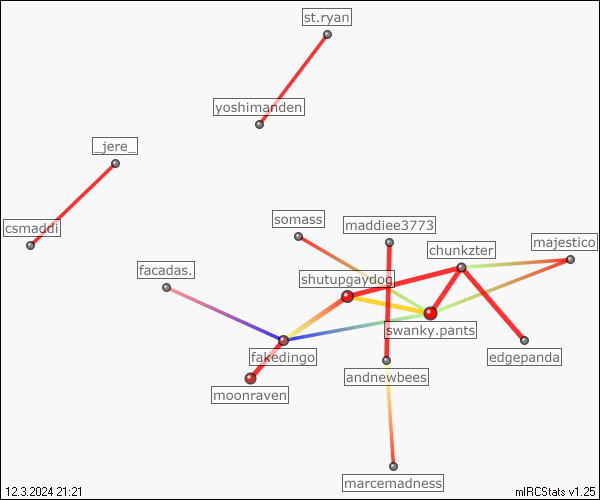 st.ryan
yoshimanden
_jere_
csmaddi
somass
maddiee3773
majestico
chunkzter
facadas.
shutupgaydog
swanky.pants
fakedingo
edgepanda
andnewbees
moonraven
marcemadness
12.3.2024 21:21
mIRCStats v1.25